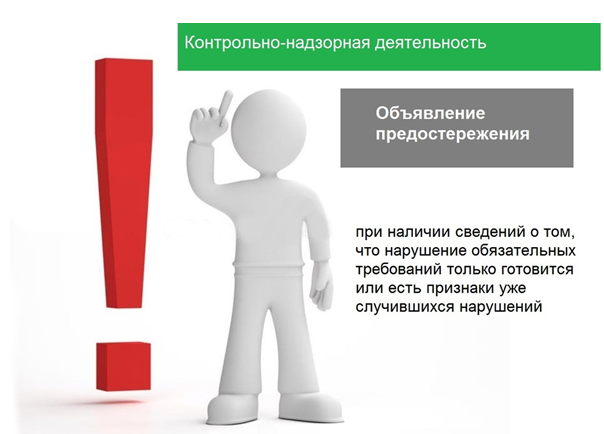 Контрольно-надзорная деятельность
Объявление
предостережения
при наличии сведений о том,
что нарушение обязательных
требований только готовится
или есть признаки уже
случившихся нарушений